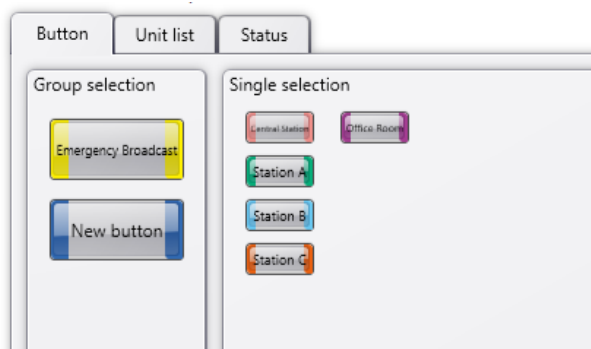 Button
Unit list
Status
Group selection
Emergency Broadcast
New button
Single selection
Central Station
Office Room
Station A
Station B
Station C